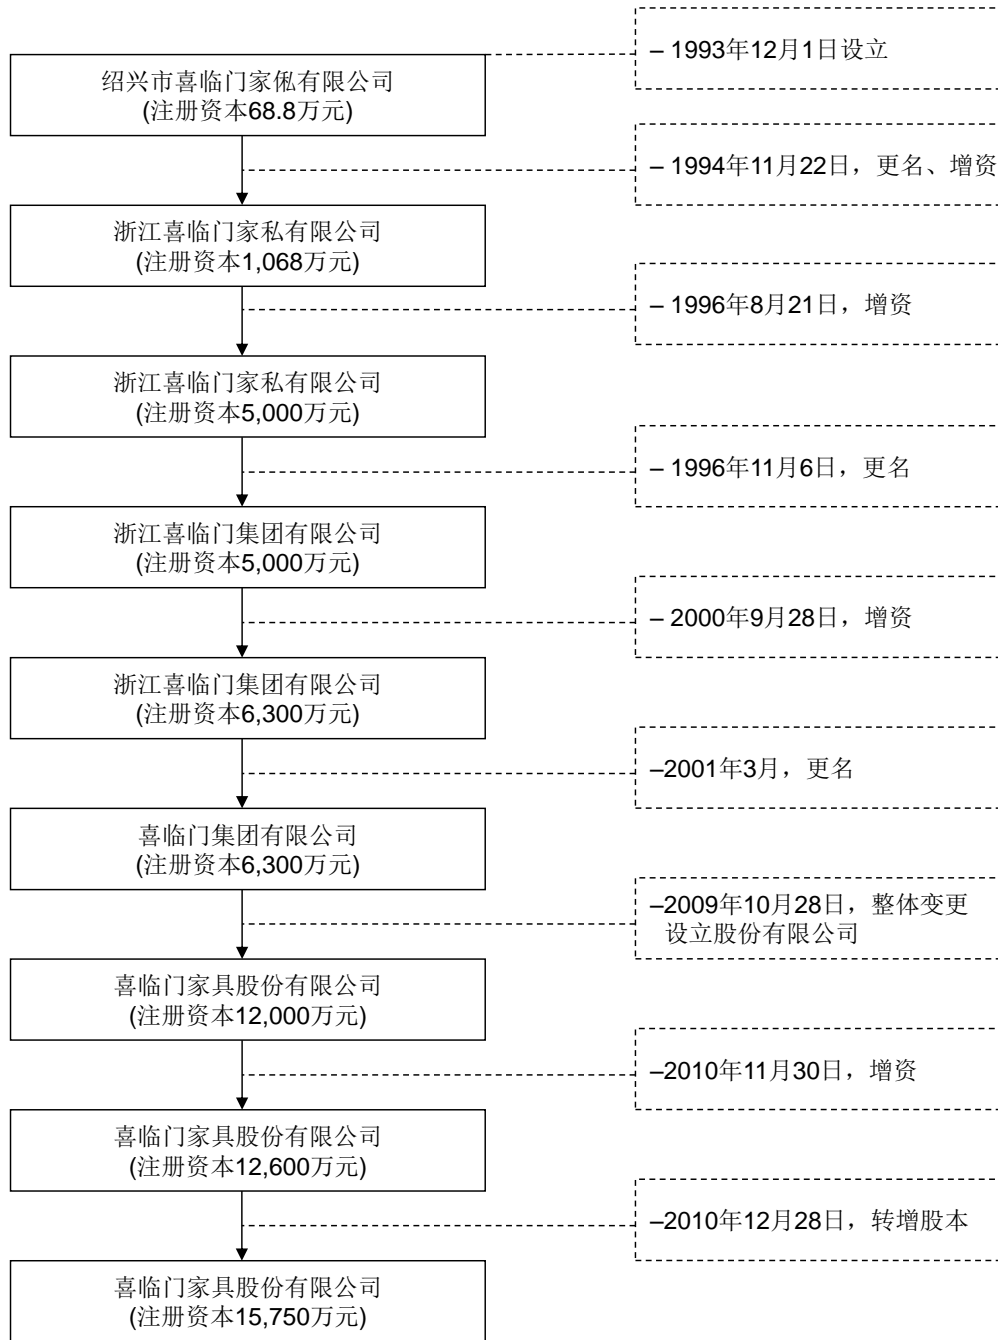 – 1993年12月1日设立
绍兴市喜临门家俬有限公司
(注册资本68.8万元)
– 1994年11月22日，更名、增资
浙江喜临门家私有限公司
(注册资本1,068万元)
– 1996年8月21日，增资
浙江喜临门家私有限公司
(注册资本5,000万元)
– 1996年11月6日，更名
浙江喜临门集团有限公司
(注册资本5,000万元)
– 2000年9月28日，增资
浙江喜临门集团有限公司
(注册资本6,300万元)
–2001年3月，更名
喜临门集团有限公司
(注册资本6,300万元)
–2009年10月28日，整体变更
设立股份有限公司
喜临门家具股份有限公司
(注册资本12,000万元)
–2010年11月30日，增资
喜临门家具股份有限公司
(注册资本12,600万元)
–2010年12月28日，转增股本
喜临门家具股份有限公司
(注册资本15,750万元)